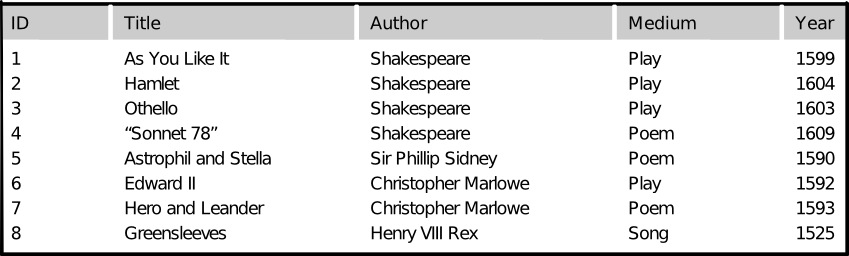 ID Title Author Medium Year
1 As You Like It Shakespeare Play 1599
2 Hamlet Shakespeare Play 1604
3 Othello Shakespeare Play 1603
4 “Sonnet 78” Shakespeare Poem 1609
5 Astrophil and Stella Sir Phillip Sidney Poem 1590
6 Edward II Christopher Marlowe Play 1592
7 Hero and Leander Christopher Marlowe Poem 1593
8 Greensleeves Henry VIII Rex Song 1525